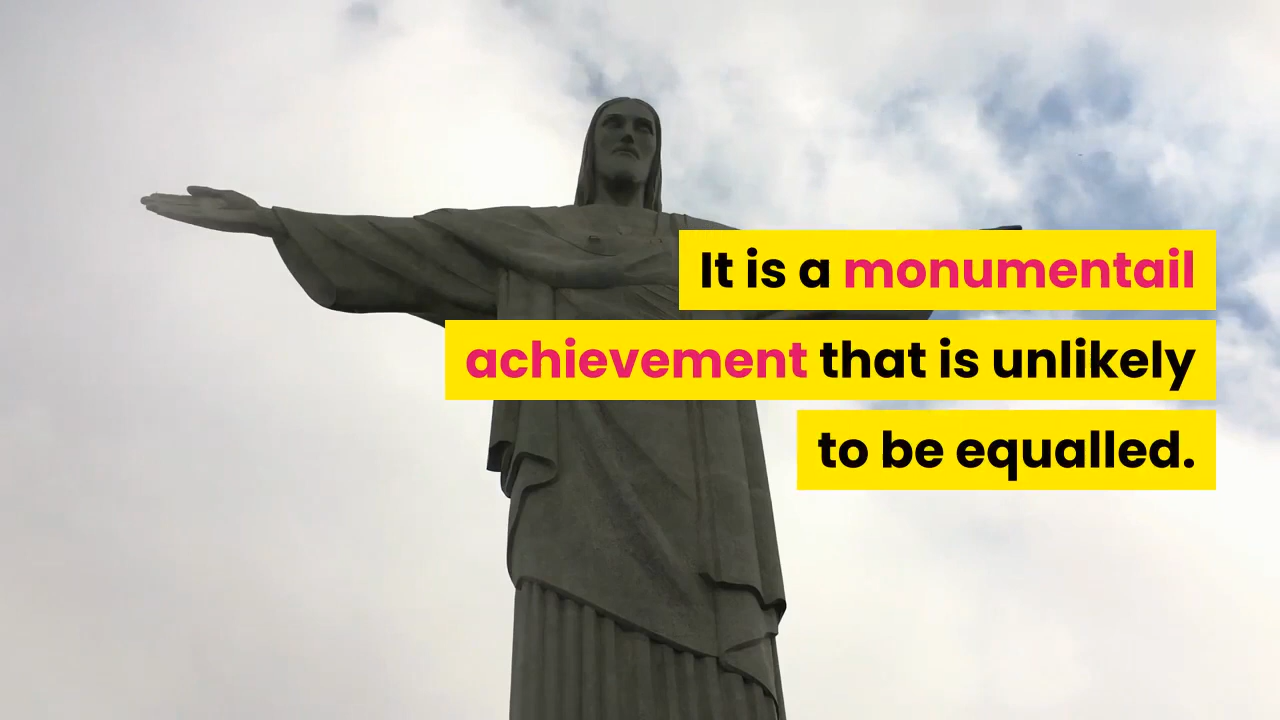 It is a monumentail
achievement that is unlikely
to be equalled.